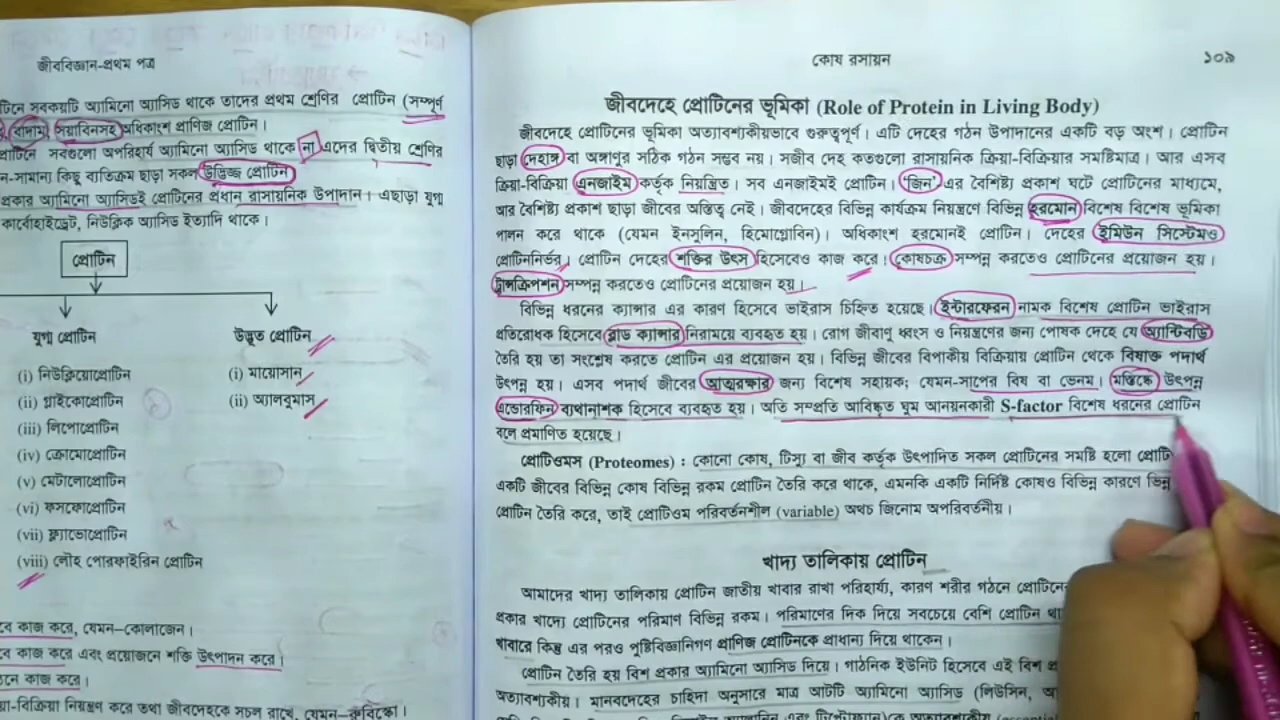 জীববিজ্ঞান-প্রথম পত্র
টিনে সবকয়টি অ্যামিনো অ্যাসিড থাকে তাদের প্রথম শ্রেণির প্রোটিন (সম্পূর্ণ
বাদাম, সয়াবিনসহ অধিকাংশ প্রাণিজ প্রোটিন।
প্রোটিনে সবগুলো অপরিহার্য অ্যামিনো অ্যাসিড থাকে না এদের দ্বিতীয় শ্রেণির
ন-সামান্য কিছু ব্যতিক্রম ছাড়া সকল উদ্ভিজ্জ প্রোটিন
প্রকার অ্যামিনো অ্যাসিডই প্রোটিনের প্রধান রাসায়নিক উপাদান। এছাড়া যুগ্ম
কার্বোহাইড্রেট, নিউক্লিক অ্যাসিড ইত্যাদি থাকে।
প্রোটিন
যুগ্ম প্রোটিন উদ্ভূত প্রোটিন
(i) নিউক্লিয়োপ্রোটিন (i) মায়োসান
(ii) গ্লাইকোপ্রোটিন (ii) অ্যালবুমাস
(iii) লিপোপ্রোটিন
(iv) ক্রোমোপ্রোটিন
(v) মেটালোপ্রোটিন
(vi) ফসফোপ্রোটিন
(vii) ফ্ল্যাভোপ্রোটিন
(viii) লৌহ পোরফাইরিন প্রোটিন
বে কাজ করে, যেমন—কোলাজেন।
বে কাজ করে এবং প্রয়োজনে শক্তি উৎপাদন করে।
নে কাজ করে।
য়া-বিক্রিয়া নিয়ন্ত্রণ করে তথা জীবদেহকে সচল রাখে, যেমন—রুবিস্কো।
কোষ রসায়ন ১০৯
জীবদেহে প্রোটিনের ভূমিকা (Role of Protein in Living Body)
জীবদেহে প্রোটিনের ভূমিকা অত্যাবশ্যকীয়ভাবে গুরুত্বপূর্ণ। এটি দেহের গঠন উপাদানের একটি বড় অংশ। প্রোটিন
ছাড়া দেহাঙ্গ বা অঙ্গাণুর সঠিক গঠন সম্ভব নয়। সজীব দেহ কতগুলো রাসায়নিক ক্রিয়া-বিক্রিয়ার সমষ্টিমাত্র। আর এসব
ক্রিয়া-বিক্রিয়া এনজাইম কর্তৃক নিয়ন্ত্রিত। সব এনজাইমই প্রোটিন। ‘জিন’ এর বৈশিষ্ট্য প্রকাশ ঘটে প্রোটিনের মাধ্যমে,
আর বৈশিষ্ট্য প্রকাশ ছাড়া জীবের অস্তিত্ব নেই। জীবদেহের বিভিন্ন কার্যক্রম নিয়ন্ত্রণে বিভিন্ন হরমোন বিশেষ বিশেষ ভূমিকা
পালন করে থাকে (যেমন ইনসুলিন, হিমোগ্লোবিন)। অধিকাংশ হরমোনই প্রোটিন। দেহের ইমিউন সিস্টেমও
প্রোটিননির্ভর। প্রোটিন দেহের শক্তির উৎস হিসেবেও কাজ করে। কোষচক্র সম্পন্ন করতেও প্রোটিনের প্রয়োজন হয়।
ট্রান্সক্রিপশন সম্পন্ন করতেও প্রোটিনের প্রয়োজন হয়।
বিভিন্ন ধরনের ক্যান্সার এর কারণ হিসেবে ভাইরাস চিহ্নিত হয়েছে। ইন্টারফেরন নামক বিশেষ প্রোটিন ভাইরাস
প্রতিরোধক হিসেবে ব্লাড ক্যান্সার নিরাময়ে ব্যবহৃত হয়। রোগ জীবাণু ধ্বংস ও নিয়ন্ত্রণের জন্য পোষক দেহে যে অ্যান্টিবডি
তৈরি হয় তা সংশ্লেষ করতে প্রোটিন এর প্রয়োজন হয়। বিভিন্ন জীবের বিপাকীয় বিক্রিয়ায় প্রোটিন থেকে বিষাক্ত পদার্থ
উৎপন্ন হয়। এসব পদার্থ জীবের আত্মরক্ষার জন্য বিশেষ সহায়ক; যেমন-সাপের বিষ বা ভেনম। মস্তিষ্কে উৎপন্ন
এন্ডোরফিন ব্যথানাশক হিসেবে ব্যবহৃত হয়। অতি সম্প্রতি আবিষ্কৃত ঘুম আনয়নকারী S-factor বিশেষ ধরনের প্রোটিন
বলে প্রমাণিত হয়েছে।
প্রোটিওমস (Proteomes) : কোনো কোষ, টিস্যু বা জীব কর্তৃক উৎপাদিত সকল প্রোটিনের সমষ্টি হলো প্রোটি
একটি জীবের বিভিন্ন কোষ বিভিন্ন রকম প্রোটিন তৈরি করে থাকে, এমনকি একটি নির্দিষ্ট কোষও বিভিন্ন কারণে ভিন্ন
প্রোটিন তৈরি করে, তাই প্রোটিওম পরিবর্তনশীল (variable) অথচ জিনোম অপরিবর্তনীয়।
খাদ্য তালিকায় প্রোটিন
আমাদের খাদ্য তালিকায় প্রোটিন জাতীয় খাবার রাখা পরিহার্য, কারণ শরীর গঠনে প্রোটিনে
প্রকার খাদ্যে প্রোটিনের পরিমাণ বিভিন্ন রকম। পরিমাণের দিক দিয়ে সবচেয়ে বেশি প্রোটিন থা
খাবারে কিন্তু এর পরও পুষ্টিবিজ্ঞানিগণ প্রাণিজ প্রোটিনকে প্রাধান্য দিয়ে থাকেন।
প্রোটিন তৈরি হয় বিশ প্রকার অ্যামিনো অ্যাসিড দিয়ে। গাঠনিক ইউনিট হিসেবে এই বিশ প্র
অত্যাবশ্যকীয়। মানবদেহের চাহিদা অনুসারে মাত্র আটটি অ্যামিনো অ্যাসিড (লিউসিন, আ